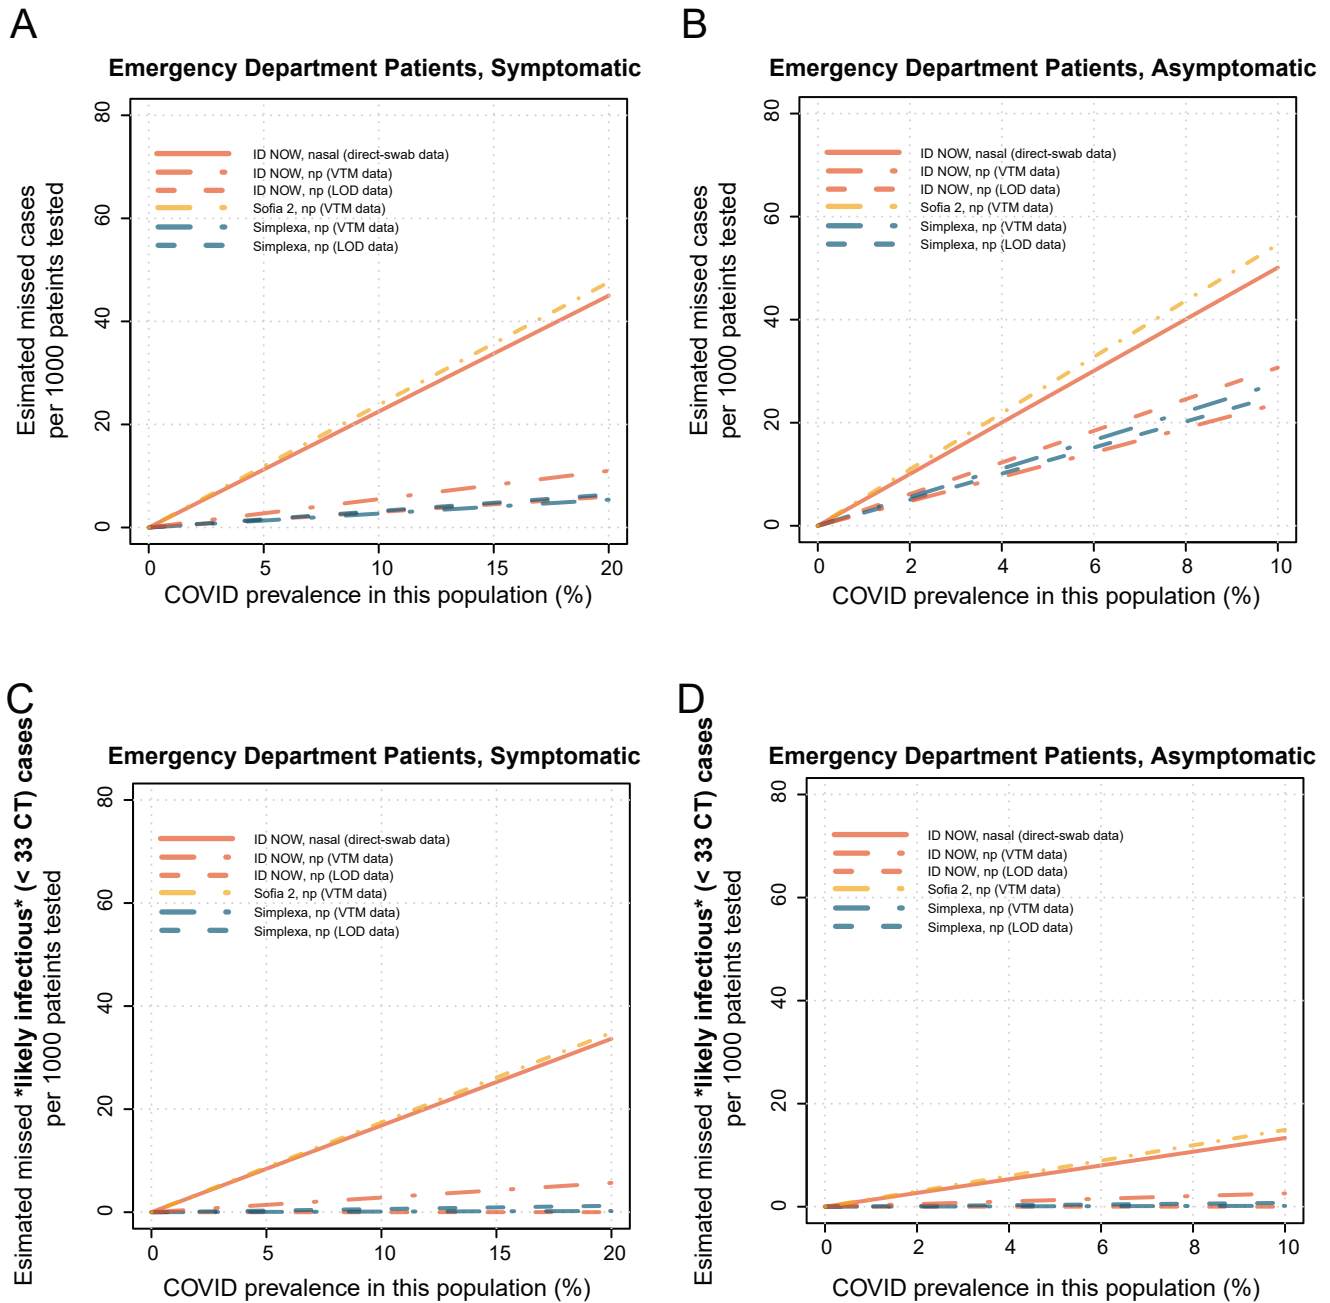 A
Emergency Department Patients, Symptomatic
Esimated missed cases
per 1000 pateints tested
80
60
40
20
0
ID NOW, nasal (direct-swab data)
ID NOW, np (VTM data)
ID NOW, np (LOD data)
Sofia 2, np (VTM data)
Simplexa, np (VTM data)
Simplexa, np (LOD data)
0 5 10 15 20
COVID prevalence in this population (%)
B
Emergency Department Patients, Asymptomatic
Esimated missed cases
per 1000 pateints tested
80
60
40
20
0
ID NOW, nasal (direct-swab data)
ID NOW, np (VTM data)
ID NOW, np (LOD data)
Sofia 2, np (VTM data)
Simplexa, np (VTM data)
Simplexa, np (LOD data)
0 2 4 6 8 10
COVID prevalence in this population (%)
C
Emergency Department Patients, Symptomatic
Esimated missed *likely infectious* (< 33 CT) cases
per 1000 pateints tested
80
60
40
20
0
ID NOW, nasal (direct-swab data)
ID NOW, np (VTM data)
ID NOW, np (LOD data)
Sofia 2, np (VTM data)
Simplexa, np (VTM data)
Simplexa, np (LOD data)
0 5 10 15 20
COVID prevalence in this population (%)
D
Emergency Department Patients, Asymptomatic
Esimated missed *likely infectious* (< 33 CT) cases
per 1000 pateints tested
80
60
40
20
0
ID NOW, nasal (direct-swab data)
ID NOW, np (VTM data)
ID NOW, np (LOD data)
Sofia 2, np (VTM data)
Simplexa, np (VTM data)
Simplexa, np (LOD data)
0 2 4 6 8 10
COVID prevalence in this population (%)